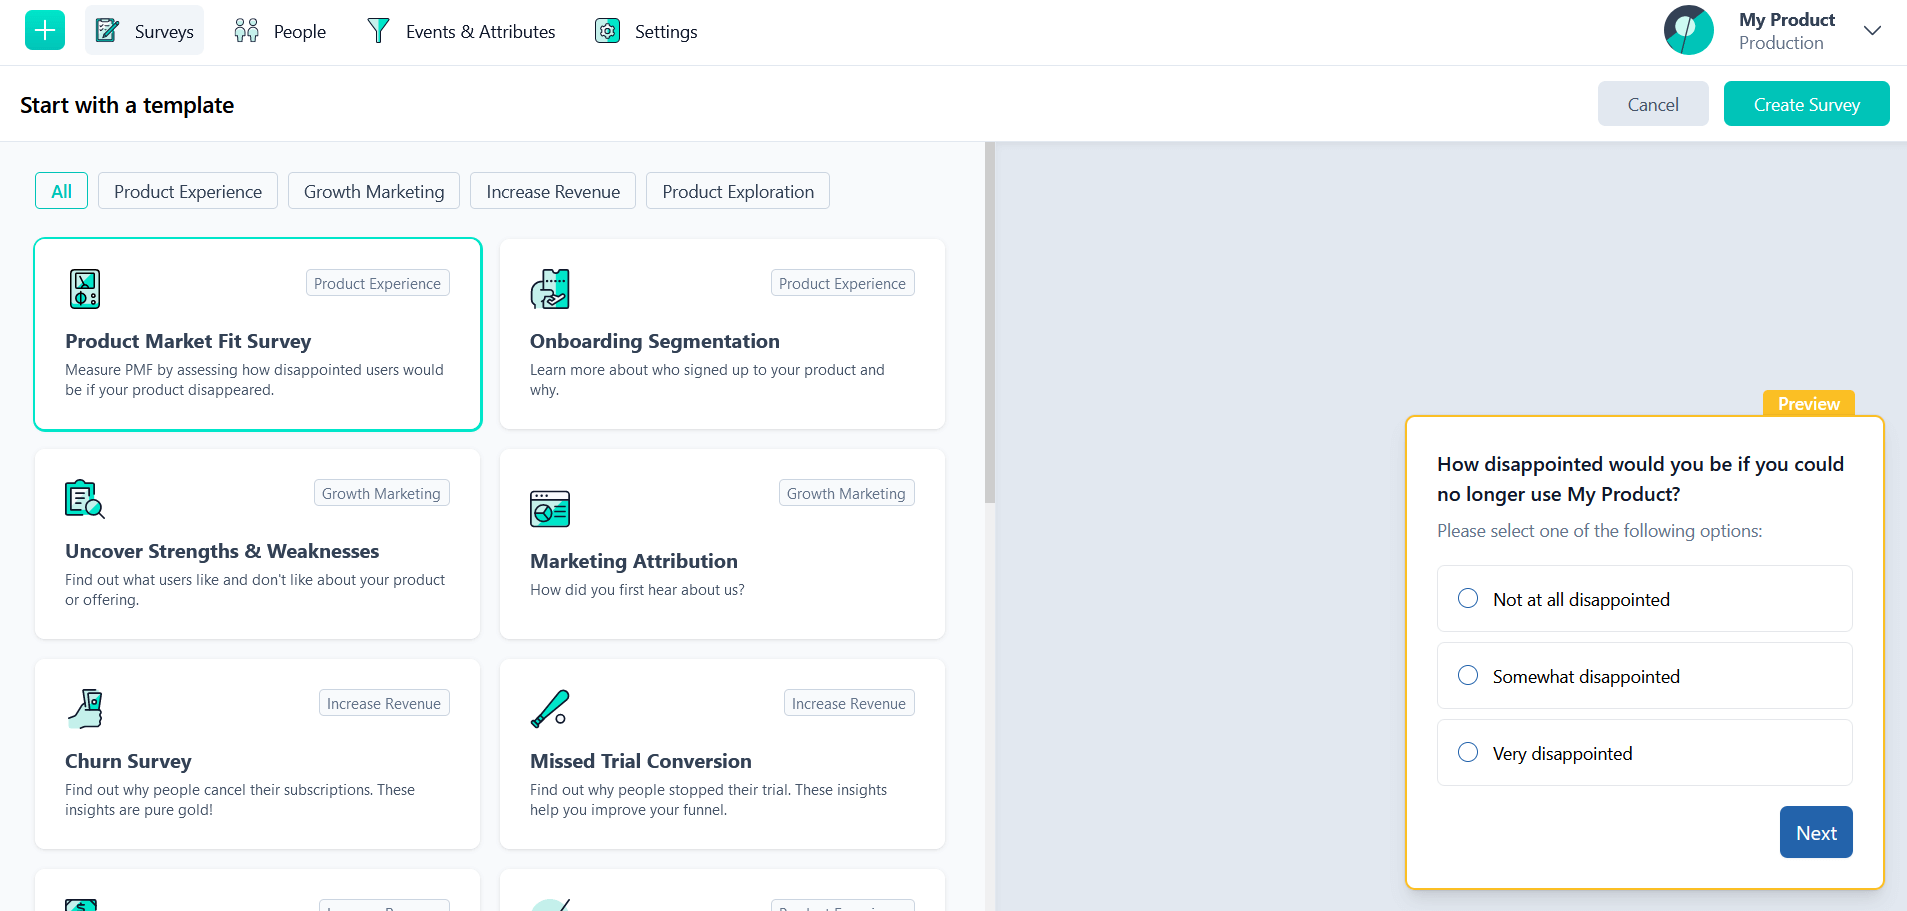 Surveys
People
Events & Attributes
Settings
My Product
Production
Start with a template
Cancel
Create Survey
All
Product Experience
Growth Marketing
Increase Revenue
Product Exploration
Product Experience
Product Market Fit Survey
Measure PMF by assessing how disappointed users would
be if your product disappeared.
Product Experience
Onboarding Segmentation
Learn more about who signed up to your product and
why.
Growth Marketing
Uncover Strengths & Weaknesses
Find out what users like and don't like about your product
or offering.
Growth Marketing
Marketing Attribution
How did you first hear about us?
Increase Revenue
Churn Survey
Find out why people cancel their subscriptions. These
insights are pure gold!
Increase Revenue
Missed Trial Conversion
Find out why people stopped their trial. These insights
help you improve your funnel.
Preview
How disappointed would you be if you could
no longer use My Product?
Please select one of the following options:
Not at all disappointed
Somewhat disappointed
Very disappointed
Next